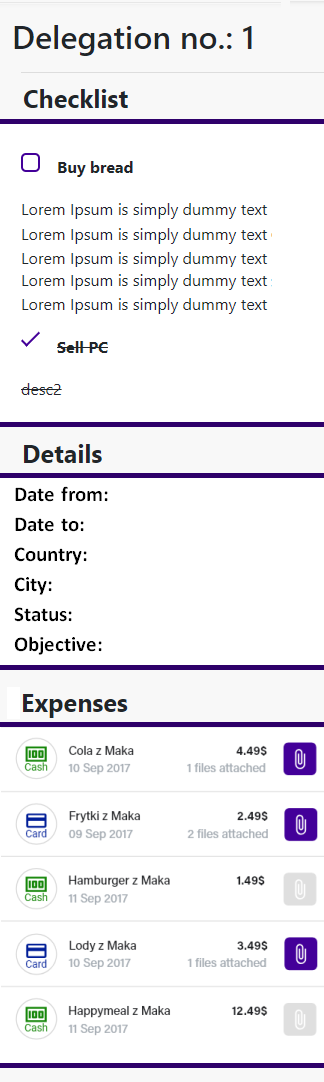 Delegation no.: 1
Checklist
Buy bread
Lorem Ipsum is simply dummy text
Lorem Ipsum is simply dummy text
Lorem Ipsum is simply dummy text
Lorem Ipsum is simply dummy text
Lorem Ipsum is simply dummy text
Sell PC
desc2
Details
Date from:
Date to:
Country:
City:
Status:
Objective:
Expenses
Cola z Maka 4.49$
Cash 10 Sep 2017 1 files attached
Frytki z Maka 2.49$
Card 09 Sep 2017 2 files attached
Hamburger z Maka 1.49$
Cash 11 Sep 2017
Lody z Maka 3.49$
Card 10 Sep 2017 1 files attached
Happymeal z Maka 12.49$
Cash 11 Sep 2017